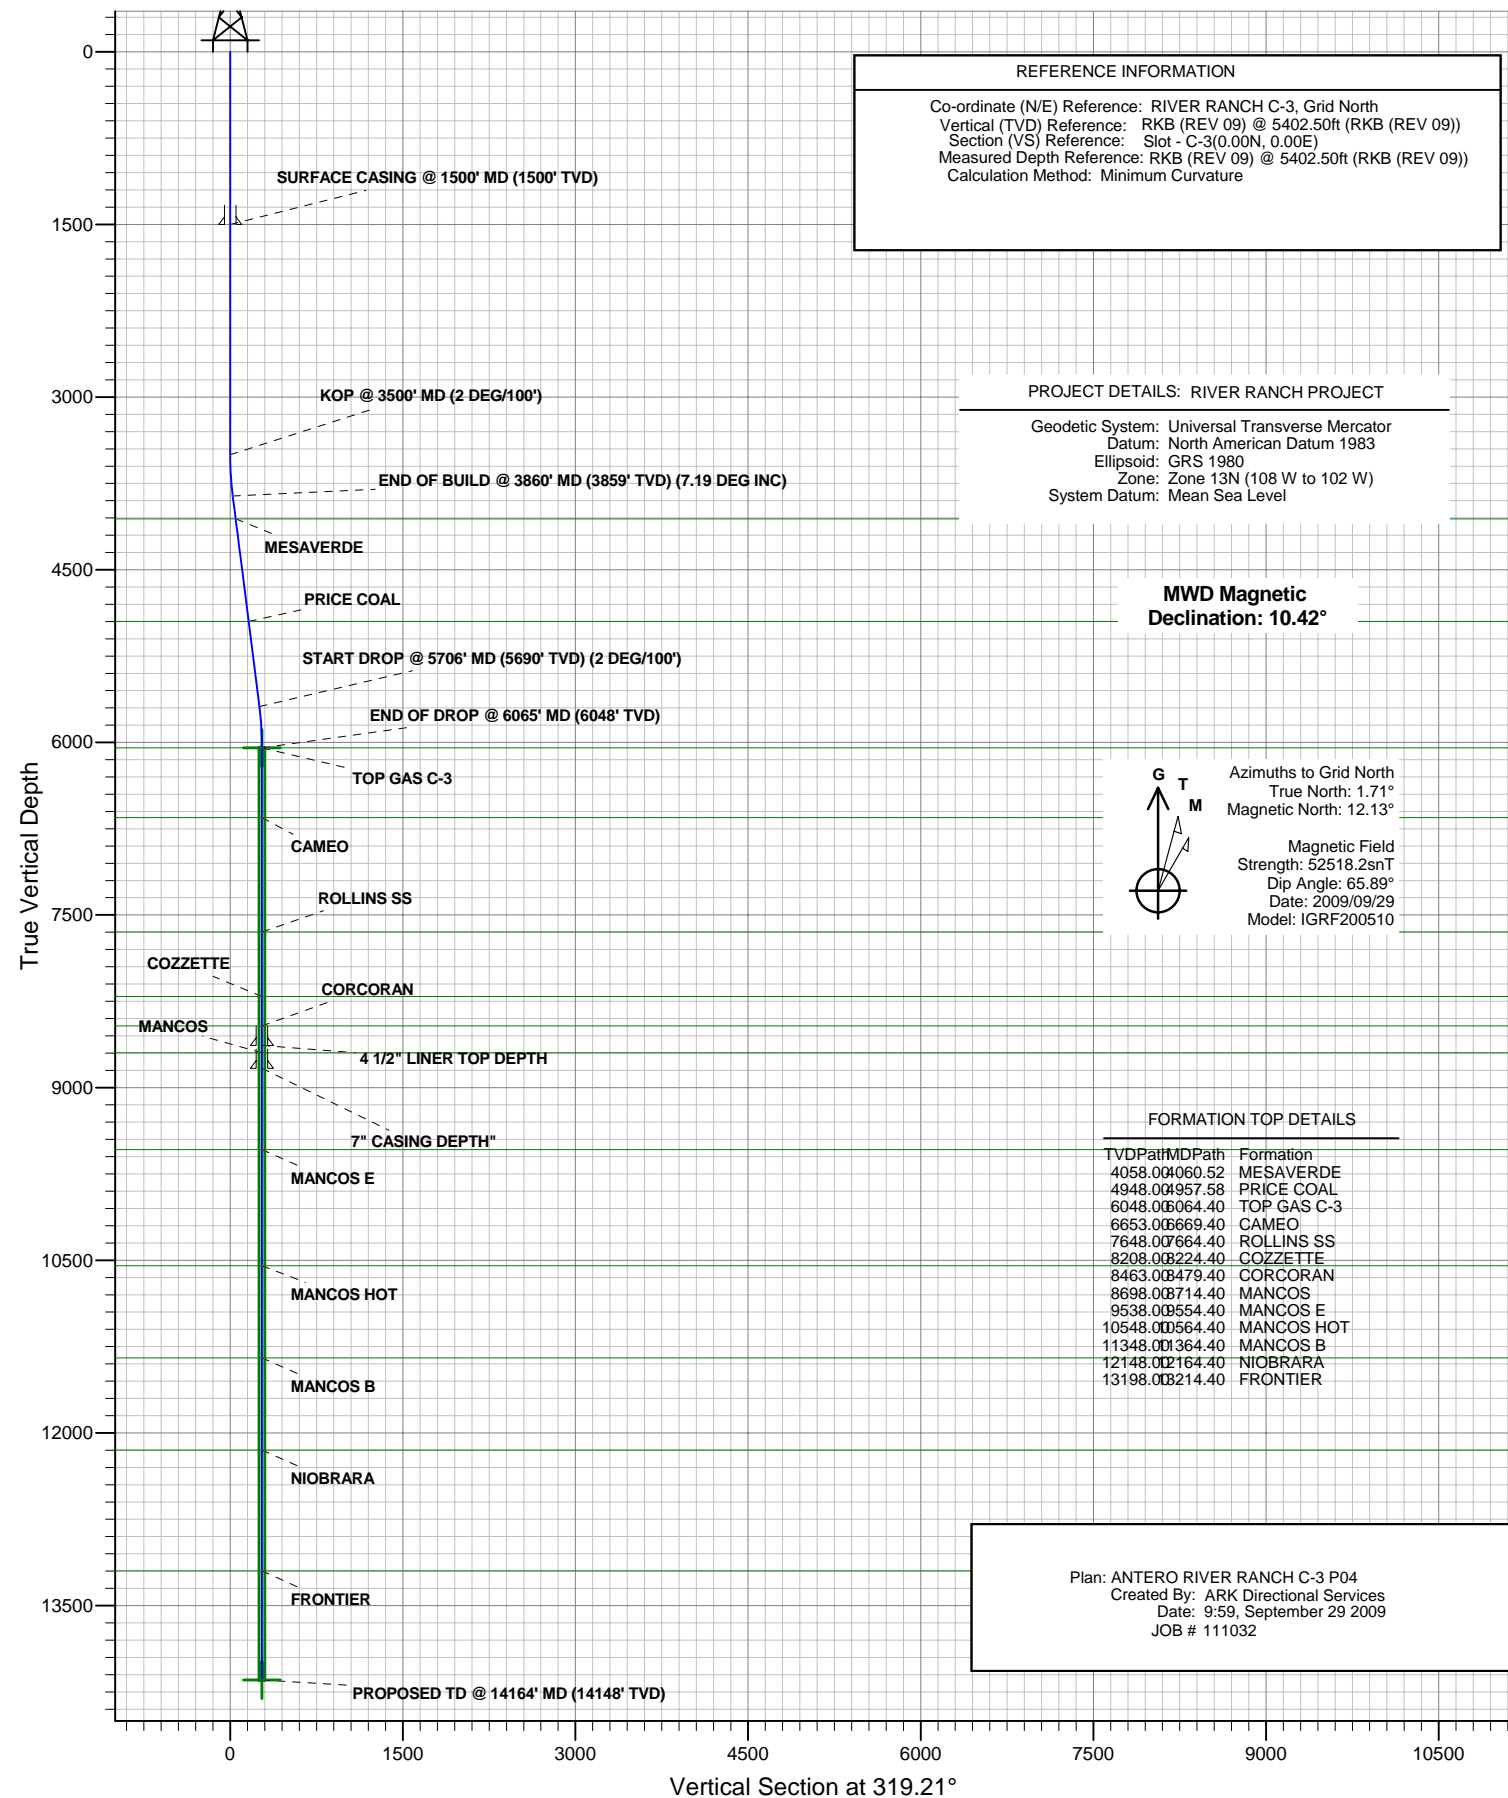 REFERENCE INFORMATION
Co-ordinate (N/E) Reference: RIVER RANCH C-3, Grid North
Vertical (TVD) Reference: RKB (REV 09) @ 5402.50ft (RKB (REV 09))
Section (VS) Reference: Slot - C-3(0.00N, 0.00E)
Measured Depth Reference: RKB (REV 09) @ 5402.50ft (RKB (REV 09))
Calculation Method: Minimum Curvature
PROJECT DETAILS: RIVER RANCH PROJECT
Geodetic System: Universal Transverse Mercator
Datum: North American Datum 1983
Ellipsoid: GRS 1980
Zone: Zone 13N (108 W to 102 W)
System Datum: Mean Sea Level
MWD Magnetic
Declination: 10.42°
G
T
M
Azimuths to Grid North
True North: 1.71°
Magnetic North: 12.13°
Magnetic Field
Strength: 52518.2snT
Dip Angle: 65.89°
Date: 2009/09/29
Model: IGRF200510
FORMATION TOP DETAILS
TVDPath MDPath Formation
4058.00 4060.52 MESAVERDE
4948.00 4957.58 PRICE COAL
6048.00 6064.40 TOP GAS C-3
6653.00 6669.40 CAMEO
7648.00 7664.40 ROLLINS SS
8208.00 8224.40 COZZETTE
8463.00 8479.40 CORCORAN
8698.00 8714.40 MANCOS
9538.00 9554.40 MANCOS E
10548.00 10564.40 MANCOS HOT
11348.00 11364.40 MANCOS B
12148.00 12164.40 NIOBRARA
13198.00 13214.40 FRONTIER
Plan: ANTERO RIVER RANCH C-3 P04
Created By: ARK Directional Services
Date: 9:59, September 29 2009
JOB # 111032
True Vertical Depth
0
1500
3000
4500
6000
7500
9000
10500
12000
13500
SURFACE CASING @ 1500' MD (1500' TVD)
KOP @ 3500' MD (2 DEG/100')
END OF BUILD @ 3860' MD (3859' TVD) (7.19 DEG INC)
MESAVERDE
PRICE COAL
START DROP @ 5706' MD (5690' TVD) (2 DEG/100')
END OF DROP @ 6065' MD (6048' TVD)
TOP GAS C-3
CAMEO
ROLLINS SS
COZZETTE
CORCORAN
MANCOS
4 1/2" LINER TOP DEPTH
7" CASING DEPTH"
MANCOS E
MANCOS HOT
MANCOS B
NIOBRARA
FRONTIER
PROPOSED TD @ 14164' MD (14148' TVD)
0 1500 3000 4500 6000 7500 9000 10500
Vertical Section at 319.21°